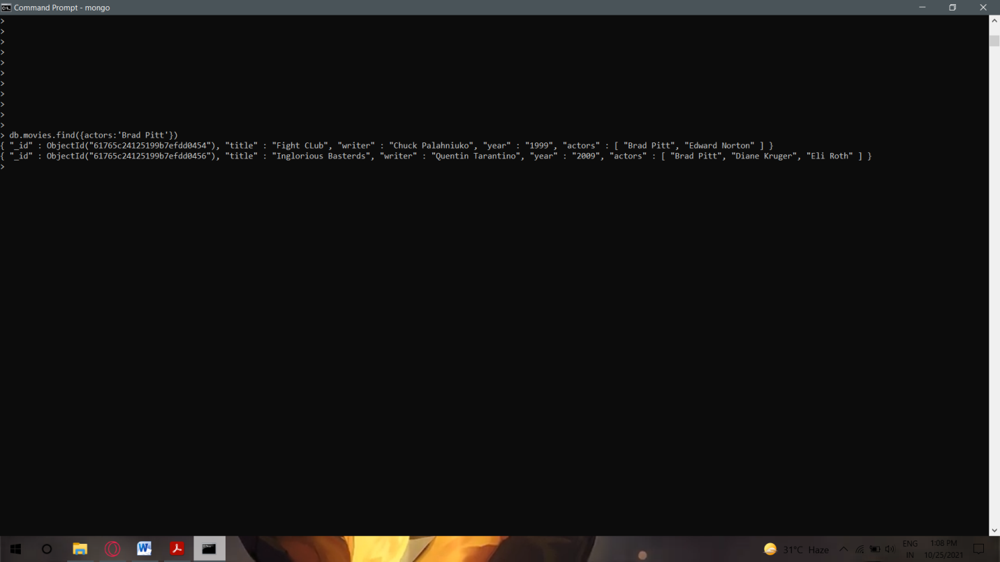 Command Prompt - mongo
>
>
>
>
>
>
>
>
>
>
>
> db.movies.find({actors:'Brad Pitt'})
{ "_id" : ObjectId("61765c24125199b7efdd0454"), "title" : "Fight CLub", "writer" : "Chuck Palahniuko", "year" : "1999", "actors" : [ "Brad Pitt", "Edward Norton" ] }
{ "_id" : ObjectId("61765c24125199b7efdd0456"), "title" : "Inglorious Basterds", "writer" : "Quentin Tarantino", "year" : "2009", "actors" : [ "Brad Pitt", "Diane Kruger", "Eli Roth" ] }
>
31°C Haze
ENG
IN
1:08 PM
10/25/2021